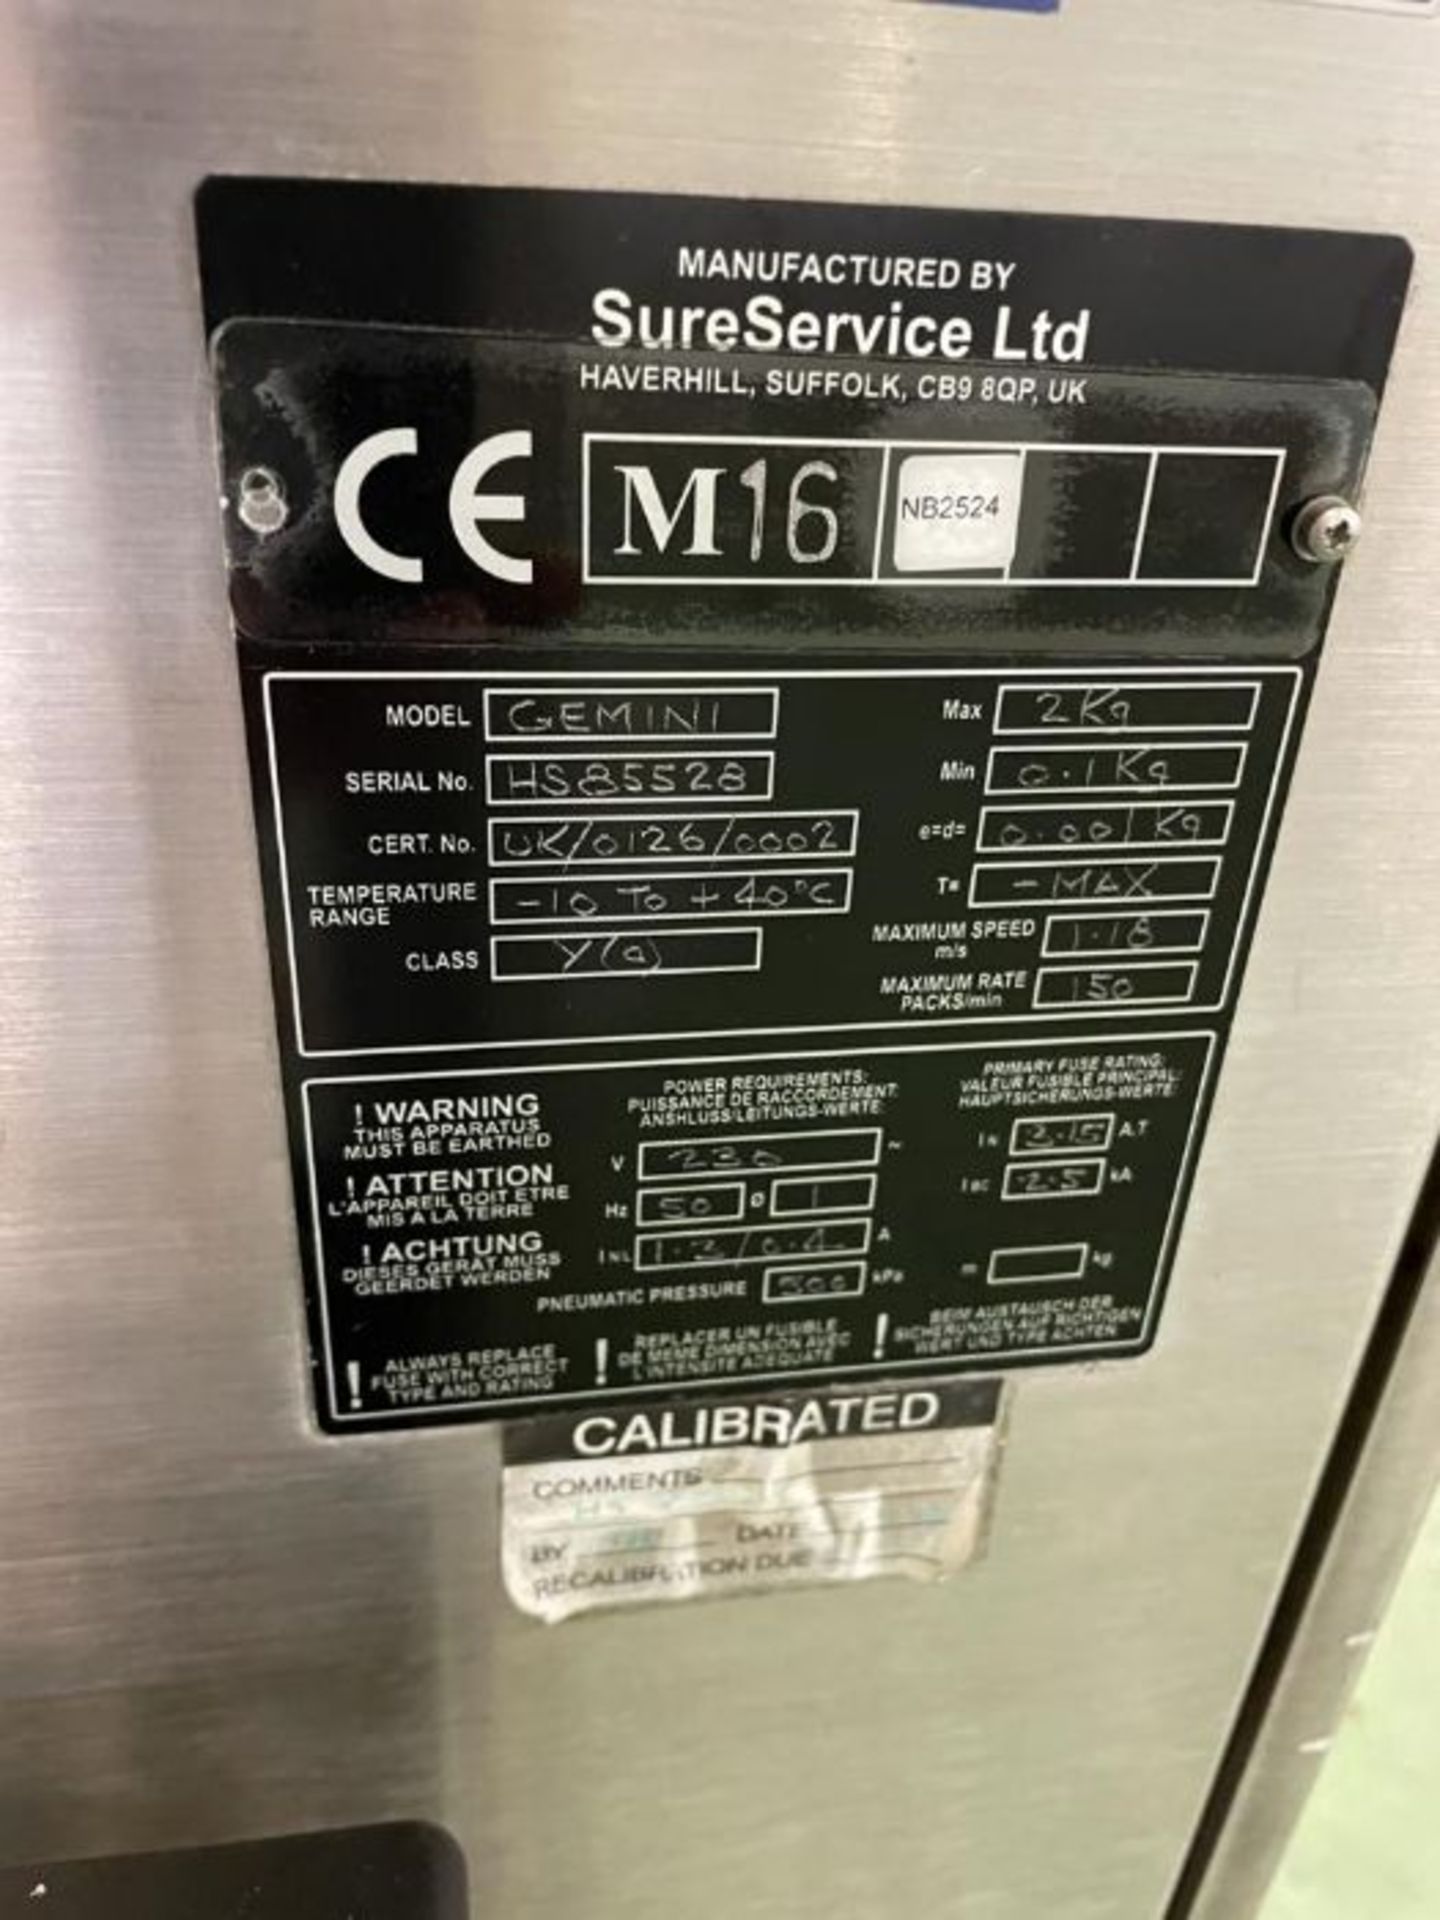 MANUFACTURED BY
SureService Ltd
HAVERHILL, SUFFOLK, CB9 8QP, UK
CE M16 NB2524
MODEL GEMINI
SERIAL No. HS85528
CERT. No. UK/0126/0002
TEMPERATURE RANGE -10 To +40°C
CLASS Y(a)
Max 2Kg
Min 0.1Kg
e=d= 0.001Kg
T= -MAX
MAXIMUM SPEED m/s 1.18
MAXIMUM RATE PACKS/min 150
! WARNING
THIS APPARATUS
MUST BE EARTHED
! ATTENTION
L'APPAREIL DOIT ETRE
MIS A LA TERRE
! ACHTUNG
DIESES GERAT MUSS
GEERDET WERDEN
POWER REQUIREMENTS:
PUISSANCE DE RACCORDEMENT:
ANSHLUSS/LEITUNGS-WERTE:
V 230 ~
Hz 50 ø 1
IN/L A
PNEUMATIC PRESSURE kPa
PRIMARY FUSE RATING:
VALEUR FUSIBLE PRINCIPAL:
HAUPTSICHERUNGS-WERTE:
IN 3.15 A.T
2.5 kA
m kg
! ALWAYS REPLACE
FUSE WITH CORRECT
TYPE AND RATING
! REPLACER UN FUSIBLE
DE MEME DIMENSION AVEC
L'INTENSITE ADEQUATE
! BEIM AUSTAUSCH DER
SICHERUNGEN AUF RICHTIGEN
WERT UND TYPE ACHTEN
CALIBRATED
COMMENTS
BY DATE
RECALIBRATION DUE